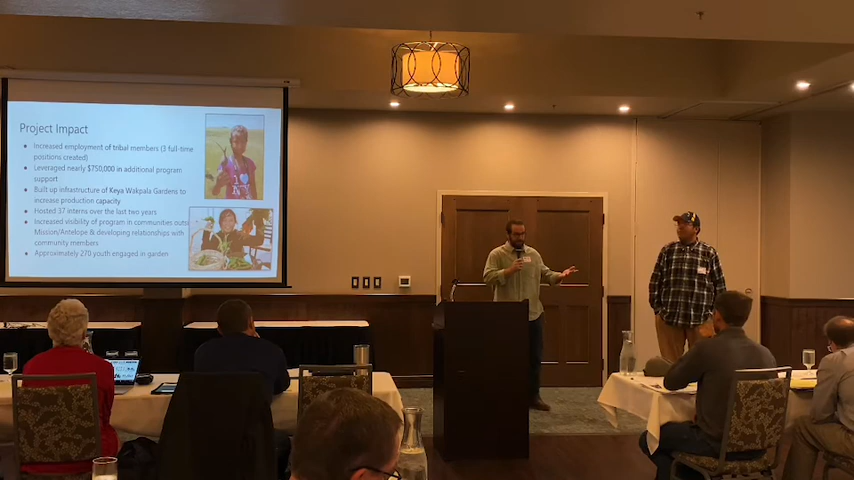 Project Impact
Increased employment of tribal members (3 full-time
positions created)
Leveraged nearly $750,000 in additional program
support
Built up infrastructure of Keya Wakpala Gardens to
increase production capacity
Hosted 37 interns over the last two years
Increased visibility of program in communities outs
Mission/Antelope & developing relationships with
community members
Approximately 270 youth engaged in garden